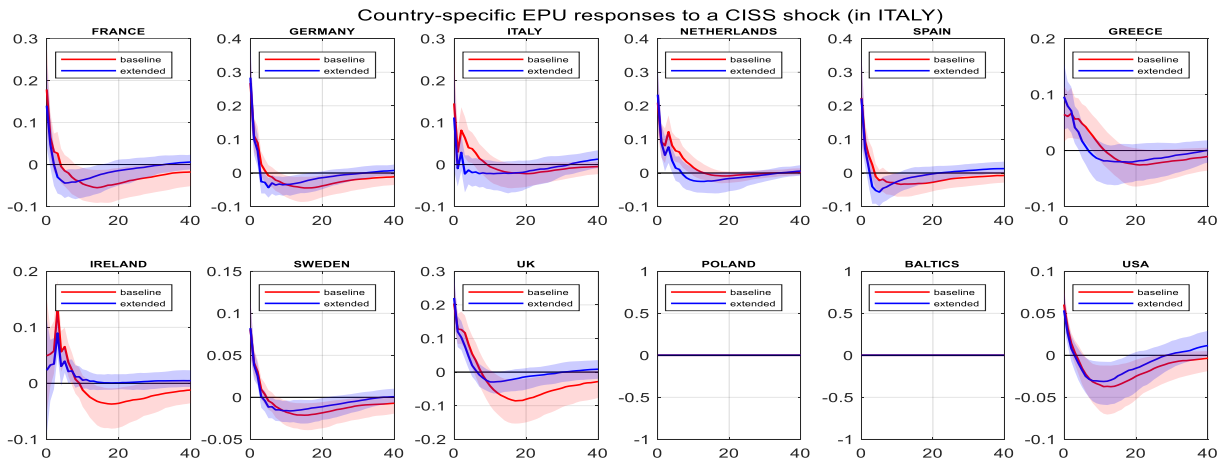 Country-specific EPU responses to a CISS shock (in ITALY)
FRANCE GERMANY ITALY NETHERLANDS SPAIN GREECE
0.3 0.4 0.3 0.4 0.4 0.2
baseline baseline baseline baseline baseline baseline
extended extended extended extended extended extended
0.2 0.3 0.2 0.3 0.3 0.1
0.1 0.2 0.1 0.2 0.2 0
0 0.1 0 0.1 0.1 -0.1
-0.1 0 -0.1 0 0
-0.1 -0.1 -0.1
0 20 40 0 20 40 0 20 40 0 20 40 0 20 40 0 20 40
IRELAND SWEDEN UK POLAND BALTICS USA
0.2 0.15 0.3 1 1 0.1
baseline baseline baseline baseline baseline baseline
extended extended extended extended extended extended
0.1 0.1 0.2 0.5 0.5 0.05
0 0.05 0.1 0 0 0
-0.1 0 0 -0.5 -0.5 -0.05
-0.05 -0.1 -1 -1 -0.1
-0.2
0 20 40 0 20 40 0 20 40 0 20 40 0 20 40 0 20 40